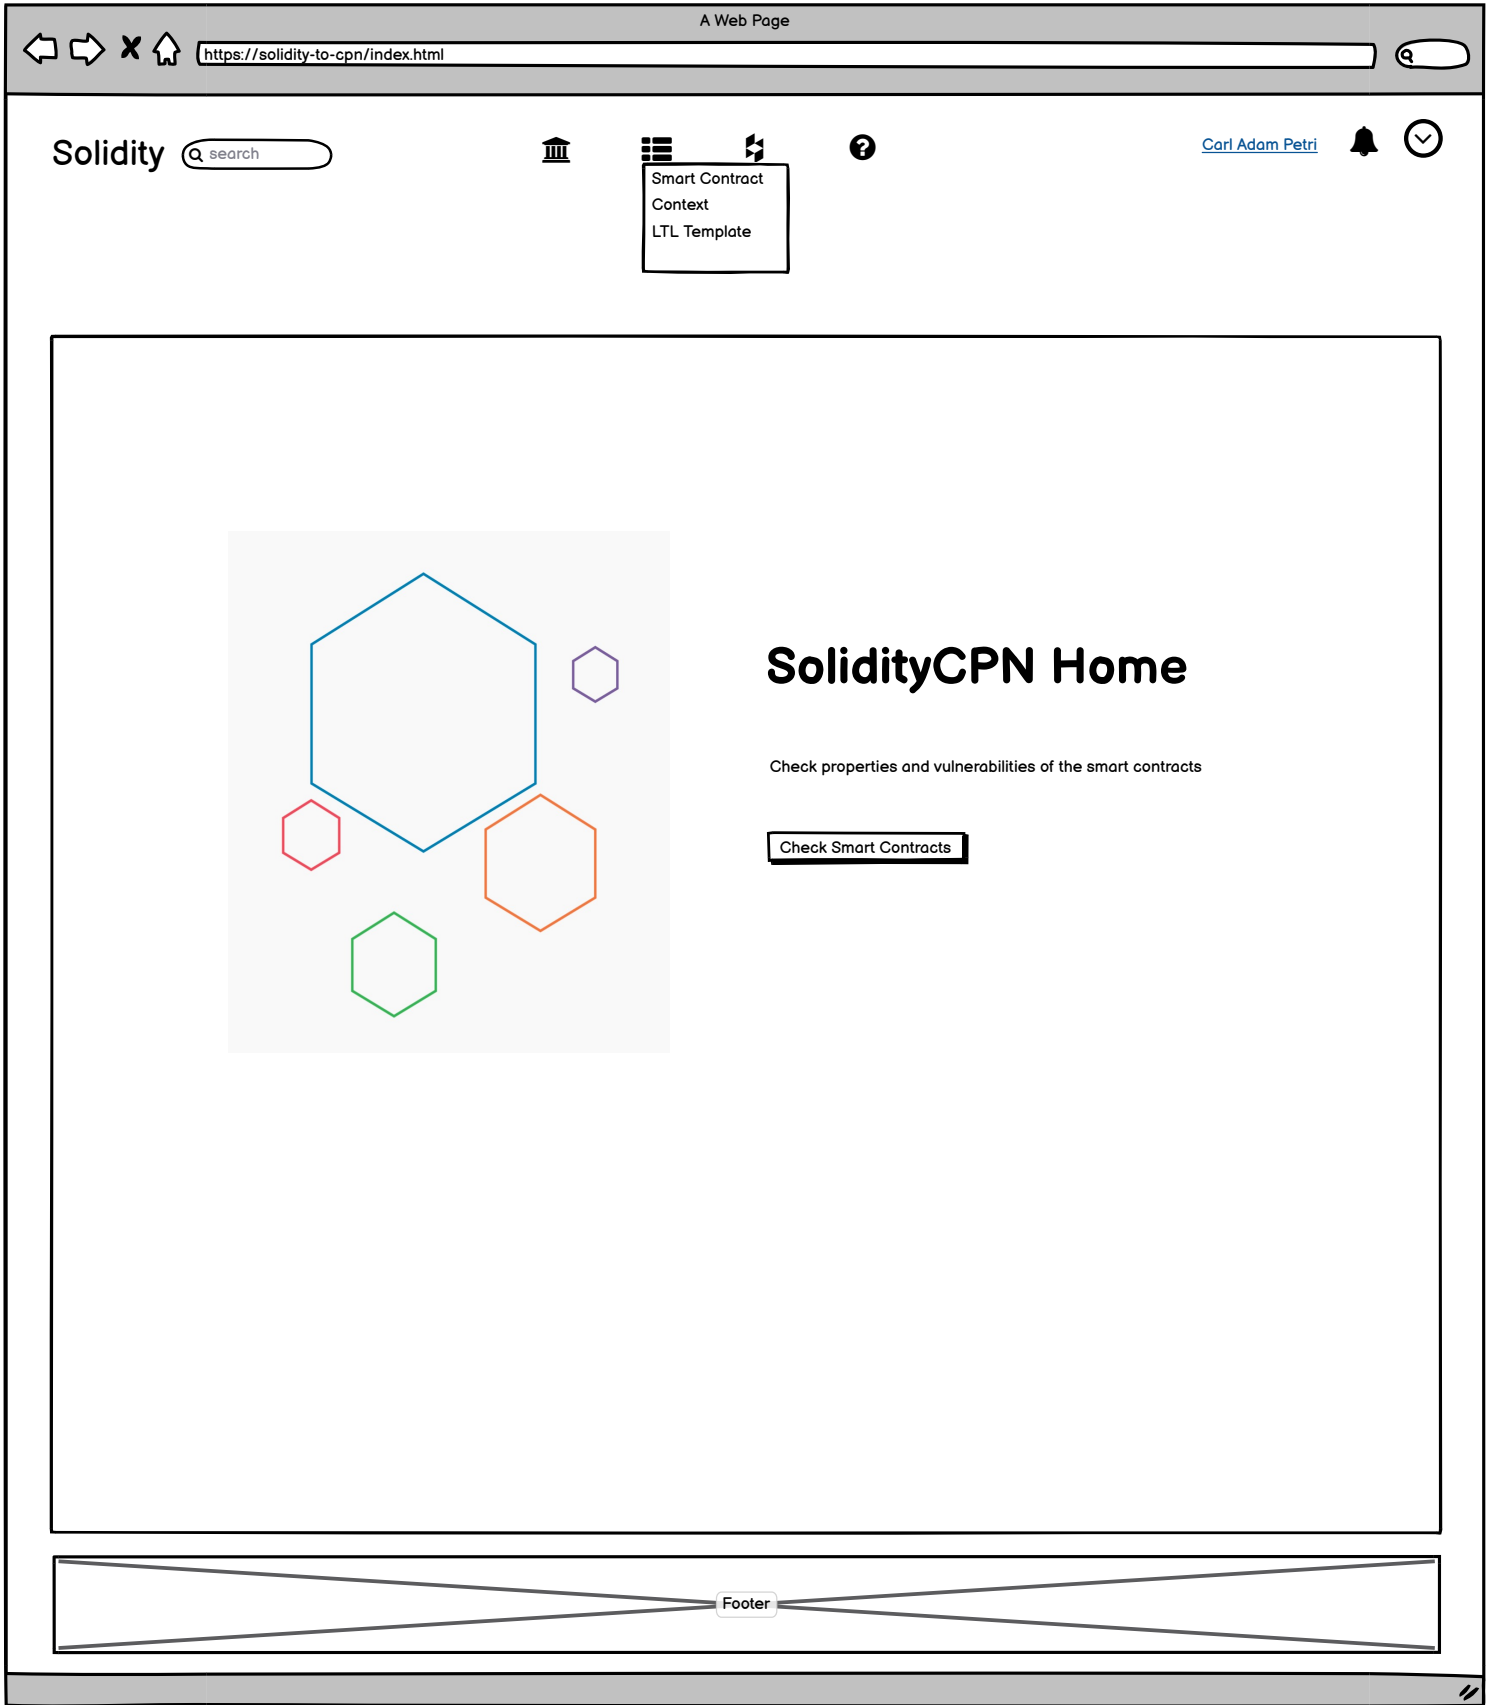 A Web Page
https://solidity-to-cpn/index.html
Solidity
search
Carl Adam Petri
Smart Contract
Context
LTL Template
SolidityCPN Home
Check properties and vulnerabilities of the smart contracts
Check Smart Contracts
Footer